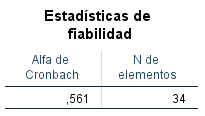 Estadísticas de
fiabilidad
Alfa de
Cronbach
N de
elementos
,561
34